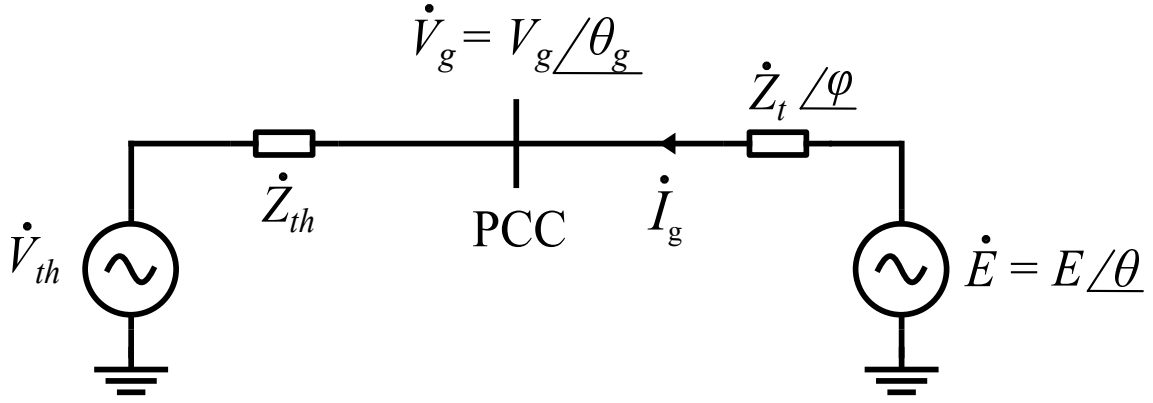 V̇g = Vg∠θg
Żt ∠φ
Żth
PCC
İg
V̇th
Ė = E∠θ